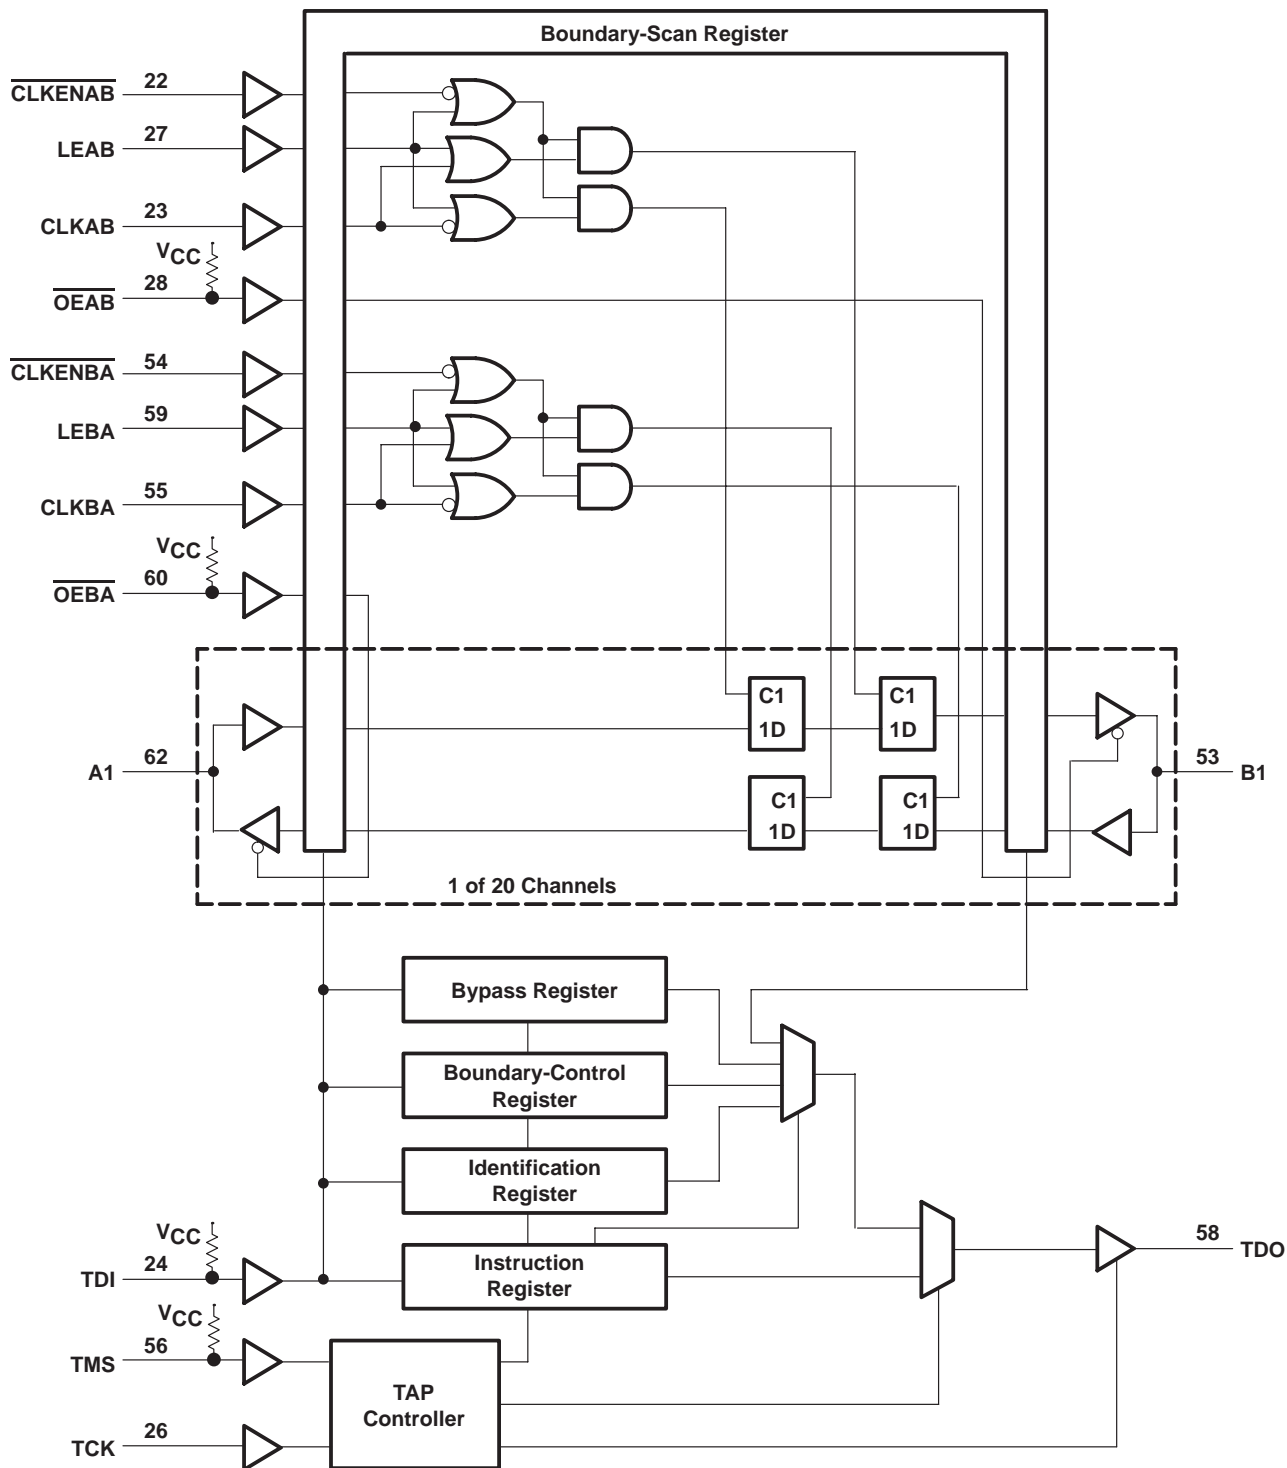 Boundary-Scan Register
CLKENAB 22
LEAB 27
CLKAB 23
VCC
OEAB 28
CLKENBA 54
LEBA 59
CLKBA 55
VCC
OEBA 60
C1
1D
C1
1D
A1 62
53 B1
C1
1D
C1
1D
1 of 20 Channels
Bypass Register
Boundary-Control
Register
Identification
Register
VCC
TDI 24
Instruction
Register
58 TDO
VCC
TMS 56
TAP
Controller
TCK 26